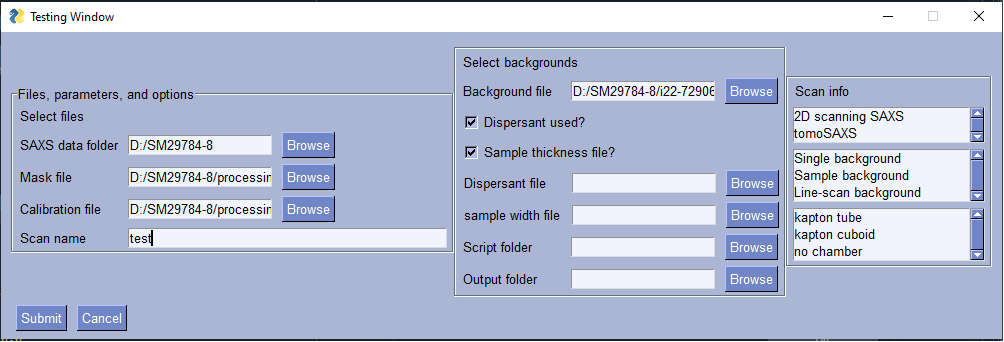 Testing Window
Files, parameters, and options
Select files
SAXS data folder D:/SM29784-8 Browse
Mask file D:/SM29784-8/processin Browse
Calibration file D:/SM29784-8/processin Browse
Scan name test
Select backgrounds
Background file D:/SM29784-8/i22-72906 Browse
Dispersant used?
Sample thickness file?
Dispersant file Browse
sample width file Browse
Script folder Browse
Output folder Browse
Scan info
2D scanning SAXS
tomoSAXS
Single background
Sample background
Line-scan background
kapton tube
kapton cuboid
no chamber
Submit Cancel